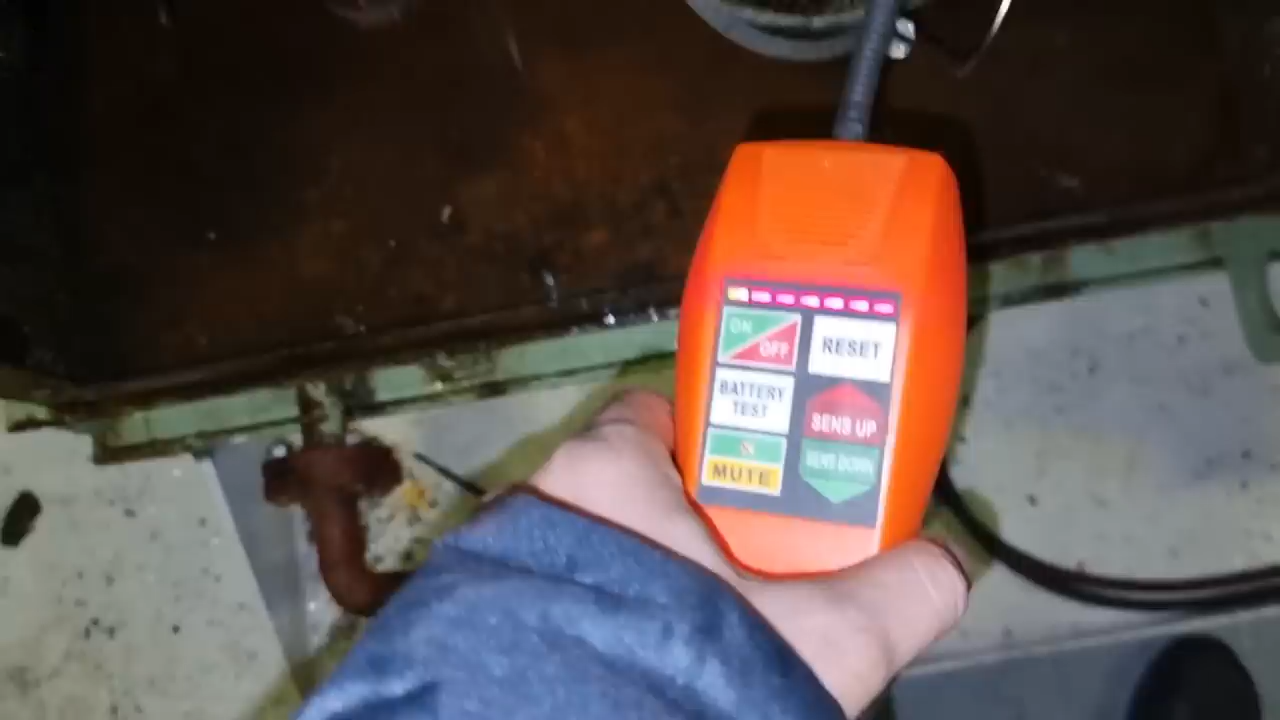 ON
OFF
RESET
BATTERY
TEST
SENS UP
SENS DOWN
MUTE